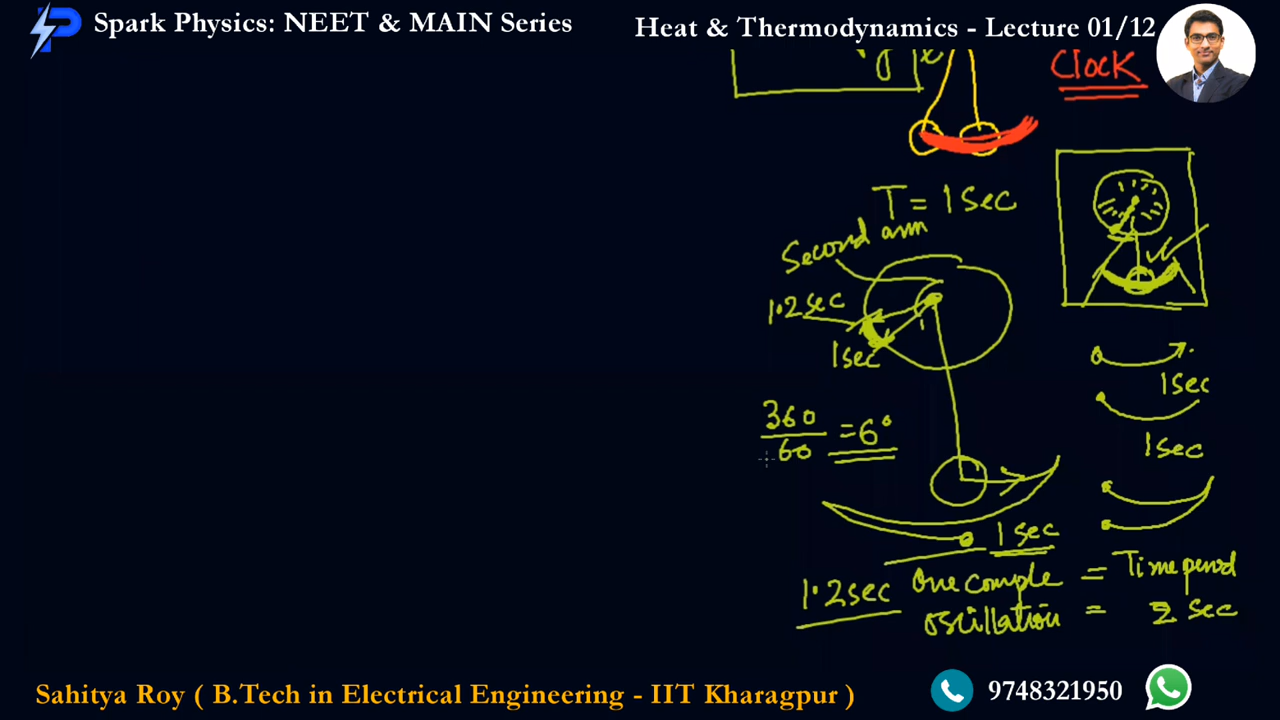 Spark Physics: NEET & MAIN Series
Heat & Thermodynamics - Lecture 01/12
Clock
T = 1 Sec
Second arm
1.2 sec
1 sec
360/60 = 6°
1 sec
1 sec
1 sec
1.2 sec
One comple = Time period
oscillation = 2 sec
Sahitya Roy ( B.Tech in Electrical Engineering - IIT Kharagpur )
9748321950